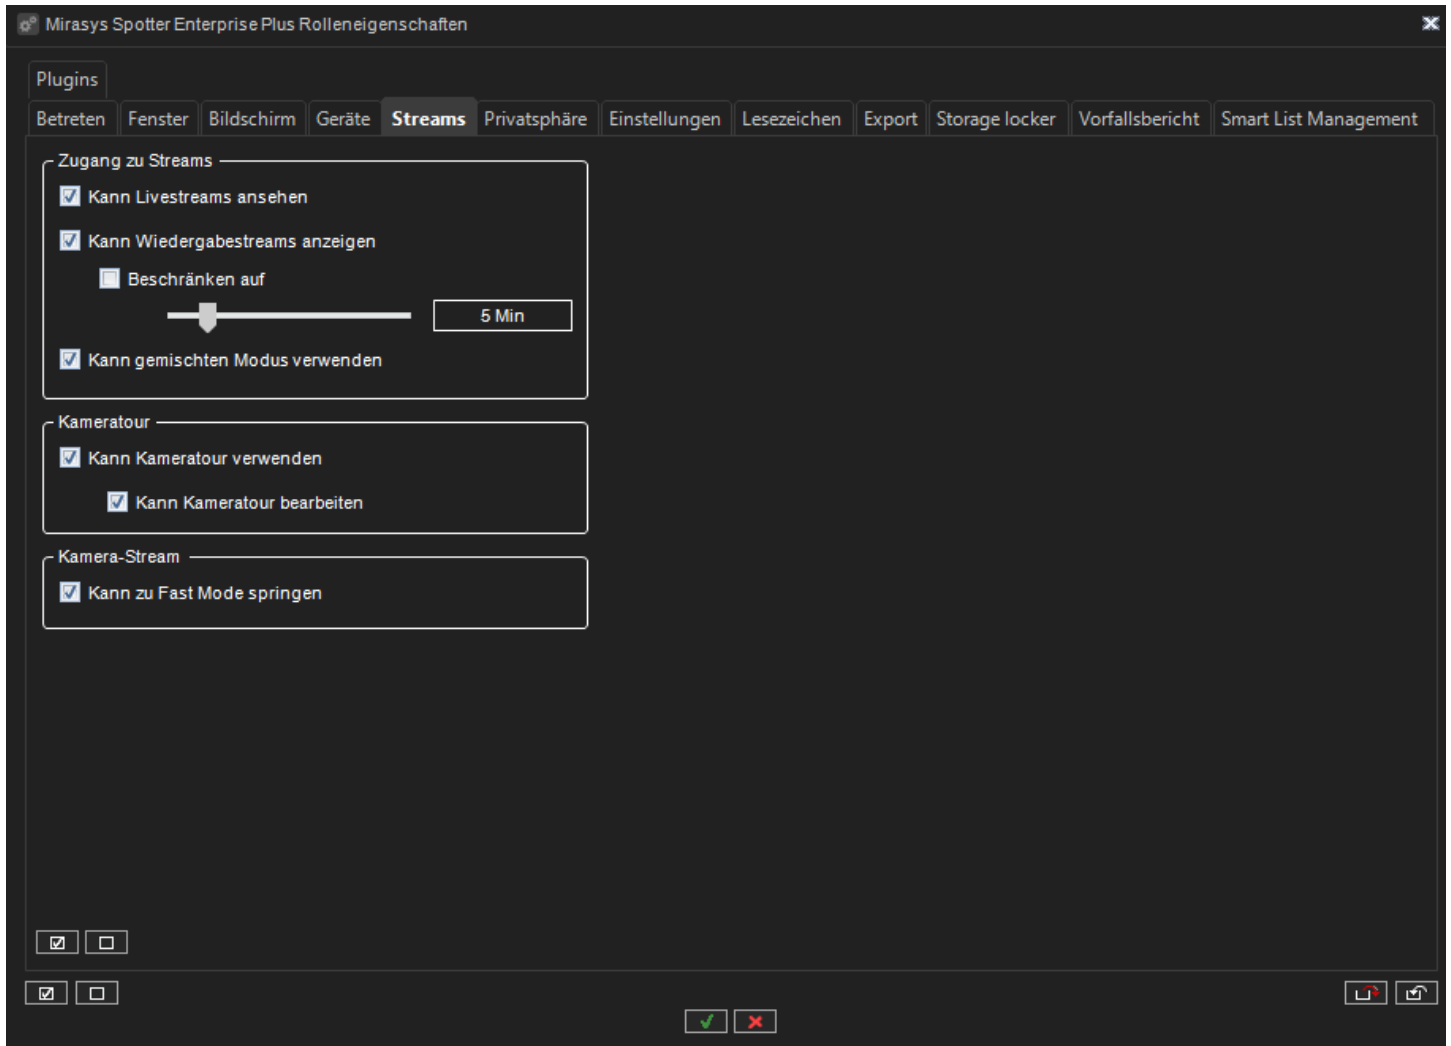 Mirasys Spotter Enterprise Plus Rolleneigenschaften
Plugins
Betreten Fenster Bildschirm Geräte Streams Privatsphäre Einstellungen Lesezeichen Export Storage locker Vorfallsbericht Smart List Management
Zugang zu Streams
Kann Livestreams ansehen
Kann Wiedergabestreams anzeigen
Beschränken auf
5 Min
Kann gemischten Modus verwenden
Kameratour
Kann Kameratour verwenden
Kann Kameratour bearbeiten
Kamera-Stream
Kann zu Fast Mode springen